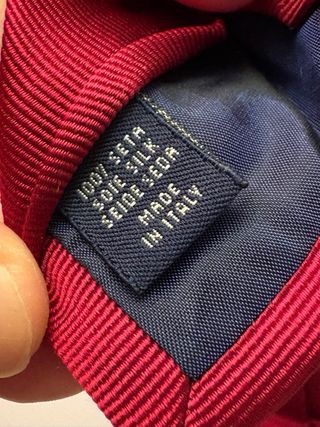 100% SETA
SOIE SILK
SEIDE SEDA
MADE
IN ITALY